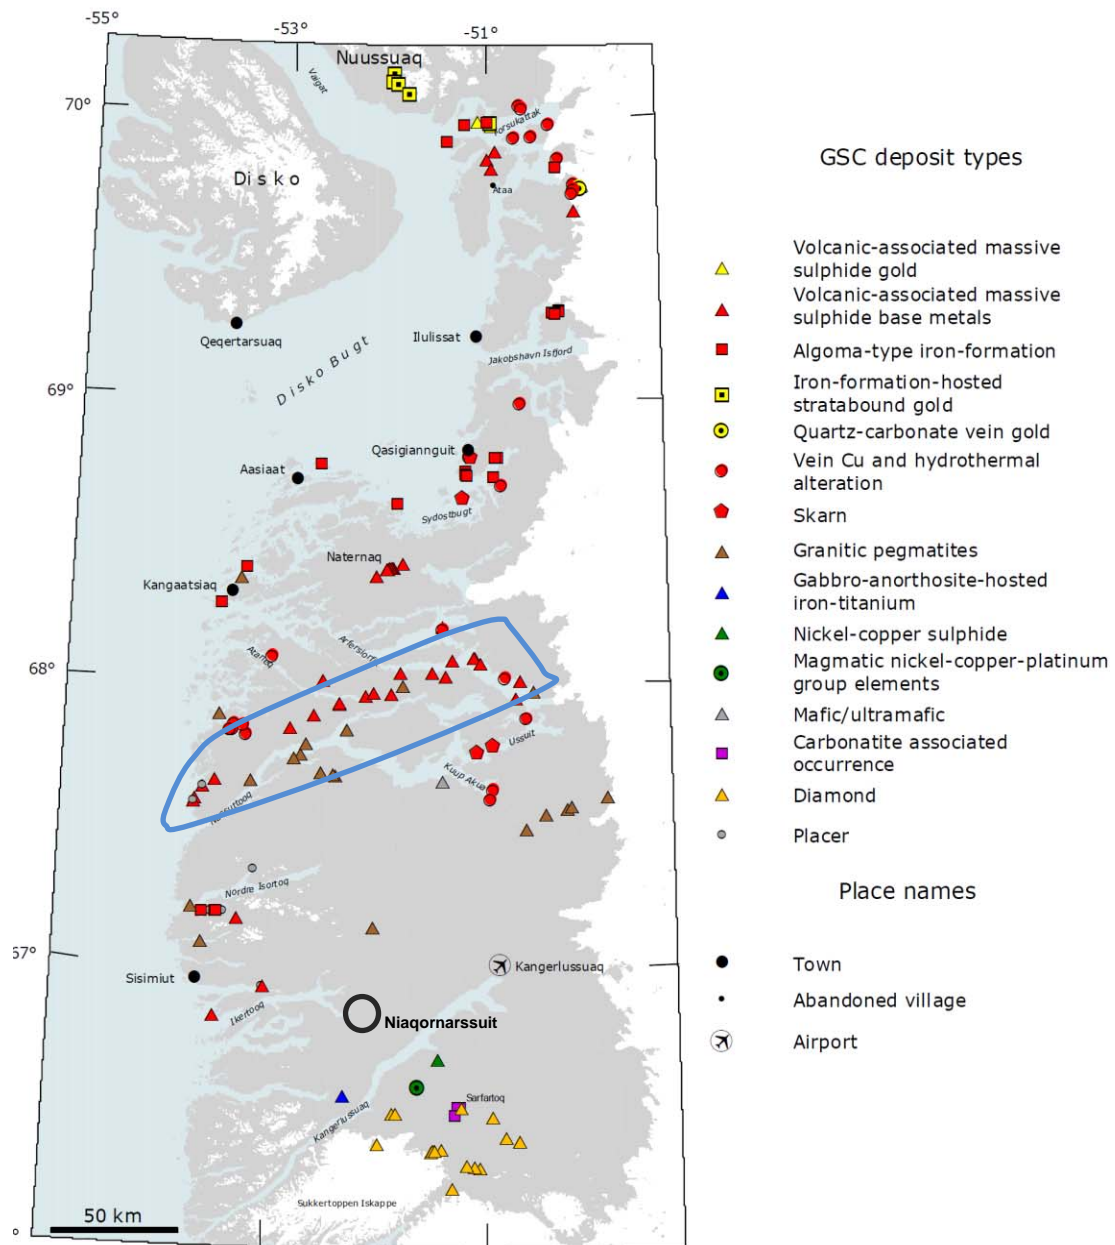 -55°
-53°
-51°
Nuussuaq
Vaigat
70°
Torsukattak
Disko
Ataa
Qeqertarsuaq
Ilulissat
Jakobshavn Isfjord
Disko Bugt
69°
Qasigiannguit
Aasiaat
Sydostbugt
Naternaq
Kangaatsiaq
Arfersiorfik
Ataneq
68°
Ussuit
Kuup Akua
Nassuttooq
Nordre Isortoq
67°
Sisimiut
Kangerlussuaq
Ikertooq
Niaqornarssuit
Sarfartoq
Kangerlussuaq
Sukkertoppen Iskappe
50 km
GSC deposit types
Volcanic-associated massive
sulphide gold
Volcanic-associated massive
sulphide base metals
Algoma-type iron-formation
Iron-formation-hosted
stratabound gold
Quartz-carbonate vein gold
Vein Cu and hydrothermal
alteration
Skarn
Granitic pegmatites
Gabbro-anorthosite-hosted
iron-titanium
Nickel-copper sulphide
Magmatic nickel-copper-platinum
group elements
Mafic/ultramafic
Carbonatite associated
occurrence
Diamond
Placer
Place names
Town
Abandoned village
Airport